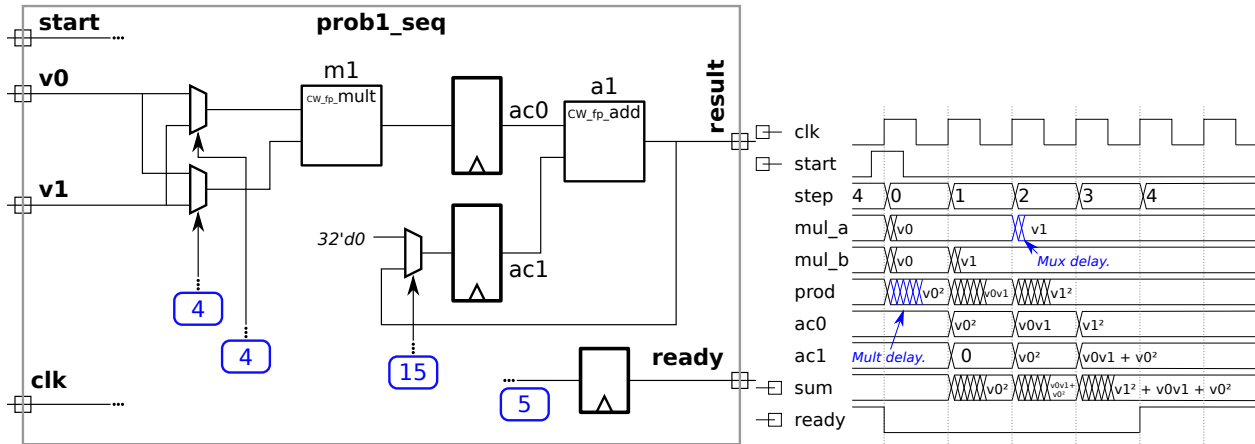 prob1_seq
start
v0
v1
clk
m1
CW_fp_mult
ac0
a1
CW_fp_add
result
32'd0
ac1
4
4
15
5
ready
clk
start
step 4 0 1 2 3 4
mul_a v0 v1
Mux delay.
mul_b v0 v1
prod v0² v0v1 v1²
ac0 v0² v0v1 v1²
Mult delay.
ac1 0 v0² v0v1 + v0²
sum v0² v0v1+ v0² v1² + v0v1 + v0²
ready